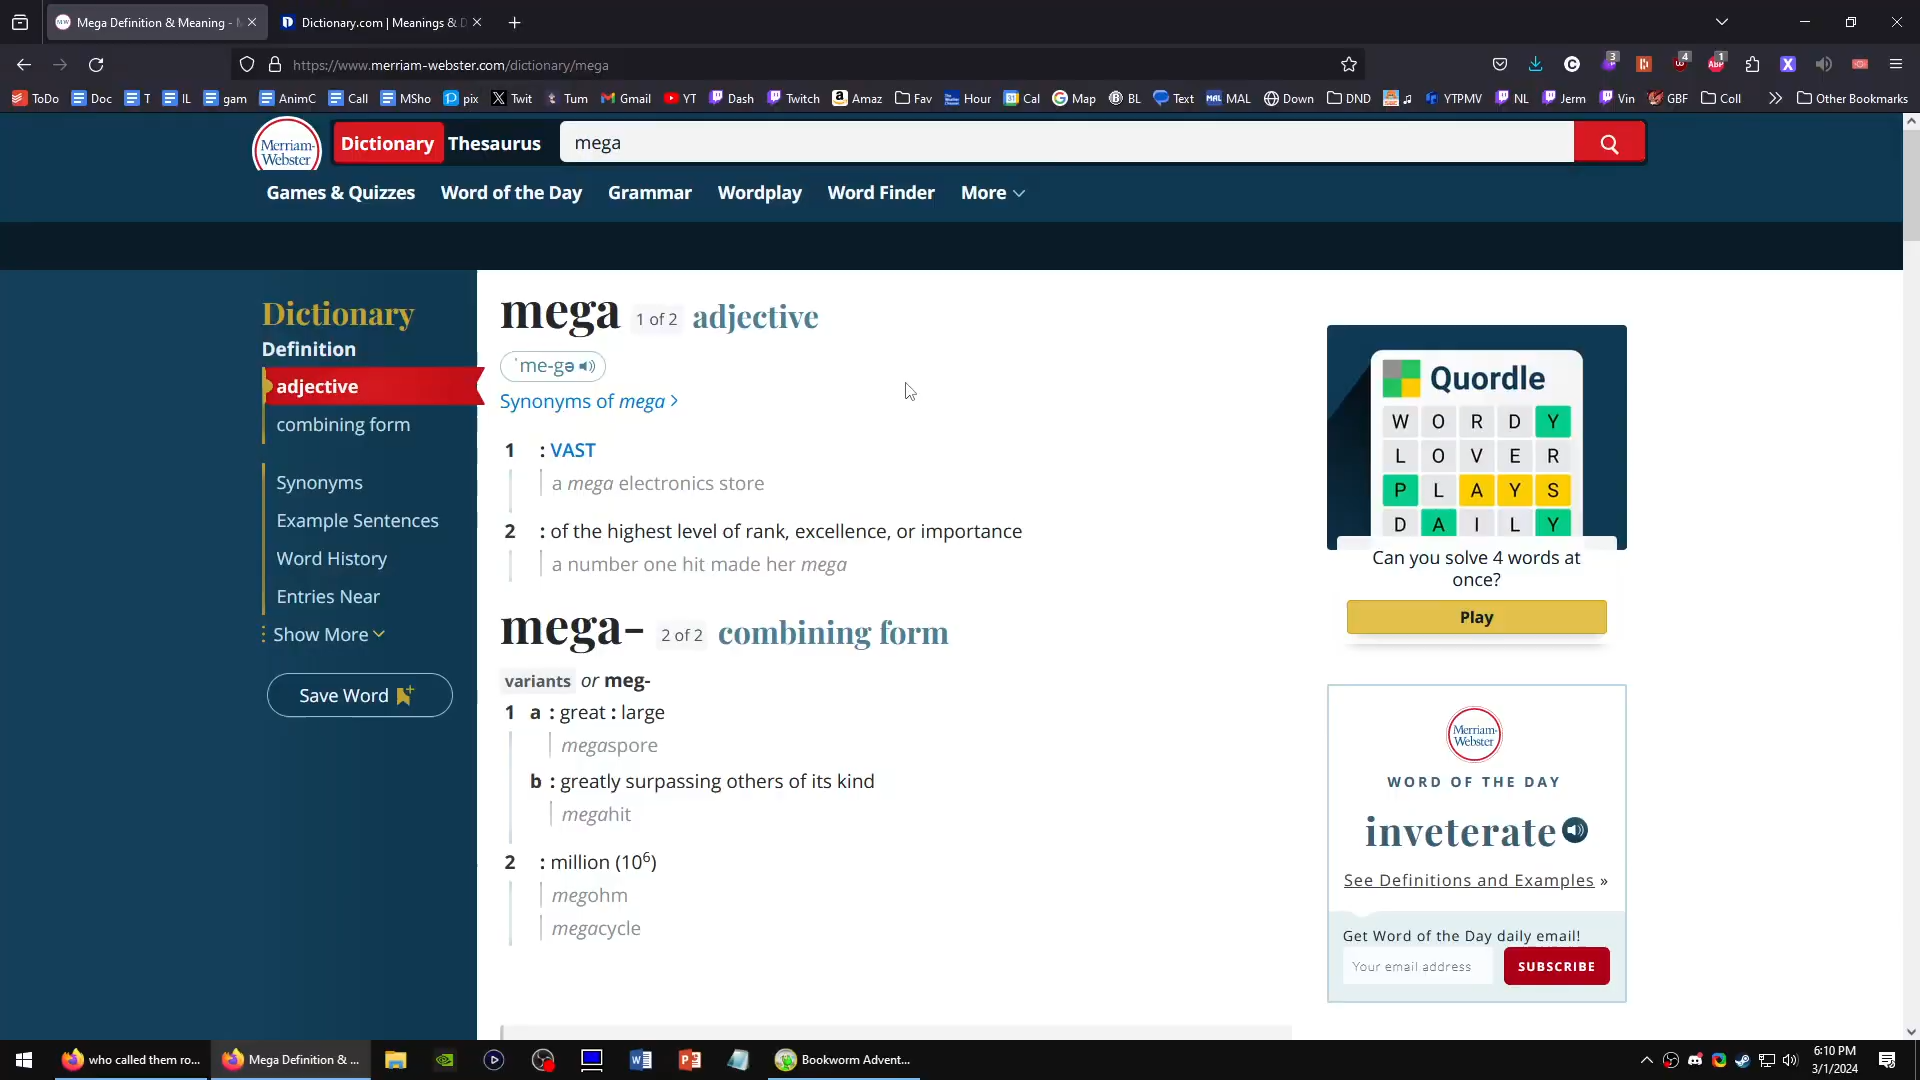 Mega Definition & Meaning -
Dictionary.com | Meanings &
https://www.merriam-webster.com/dictionary/mega
3
4
1
ToDo Doc T IL gam AnimC Call MSho pix Twit Tum Gmail YT Dash Twitch Amaz Fav Hour Cal Map BL Text MAL Down DND YTPMV NL Jerm Vin GBF Coll Other Bookmarks
Merriam-
Webster
Dictionary Thesaurus mega
Games & Quizzes Word of the Day Grammar Wordplay Word Finder More
Dictionary
Definition
adjective
combining form
Synonyms
Example Sentences
Word History
Entries Near
Show More
Save Word
mega 1 of 2 adjective
ˈme-gə
Synonyms of mega
1 : VAST
a mega electronics store
2 : of the highest level of rank, excellence, or importance
a number one hit made her mega
mega- 2 of 2 combining form
variants or meg-
1 a : great : large
megaspore
b : greatly surpassing others of its kind
megahit
2 : million (10⁶)
megohm
megacycle
Quordle
W O R D Y
L O V E R
P L A Y S
D A I L Y
Can you solve 4 words at
once?
Play
Merriam-
Webster
WORD OF THE DAY
inveterate
See Definitions and Examples »
Get Word of the Day daily email!
Your email address
SUBSCRIBE
who called them ro...
Mega Definition & ...
Bookworm Advent...
6:10 PM
3/1/2024